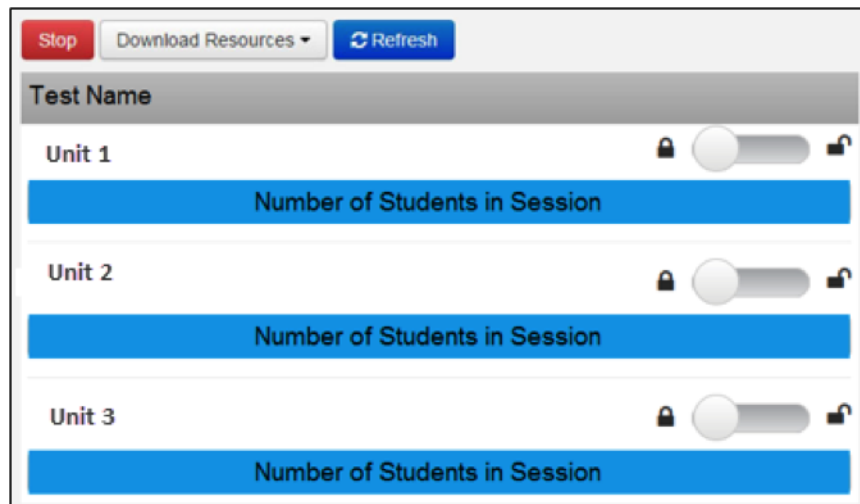 Stop Download Resources Refresh
Test Name
Unit 1
Number of Students in Session
Unit 2
Number of Students in Session
Unit 3
Number of Students in Session